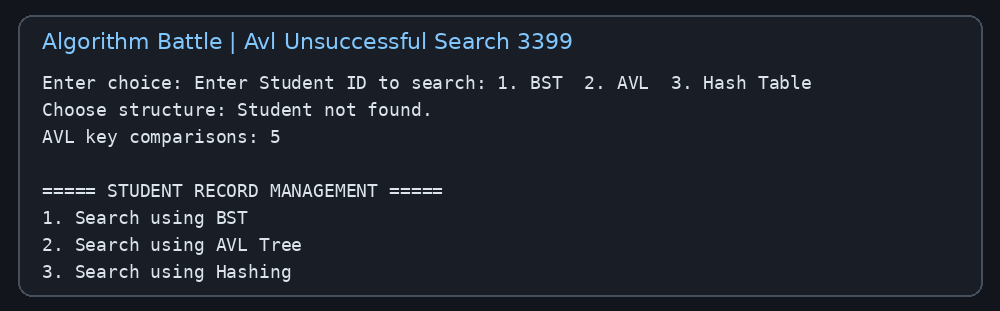 Algorithm Battle | Avl Unsuccessful Search 3399
Enter choice: Enter Student ID to search: 1. BST  2. AVL  3. Hash Table
Choose structure: Student not found.
AVL key comparisons: 5
===== STUDENT RECORD MANAGEMENT =====
1. Search using BST
2. Search using AVL Tree
3. Search using Hashing